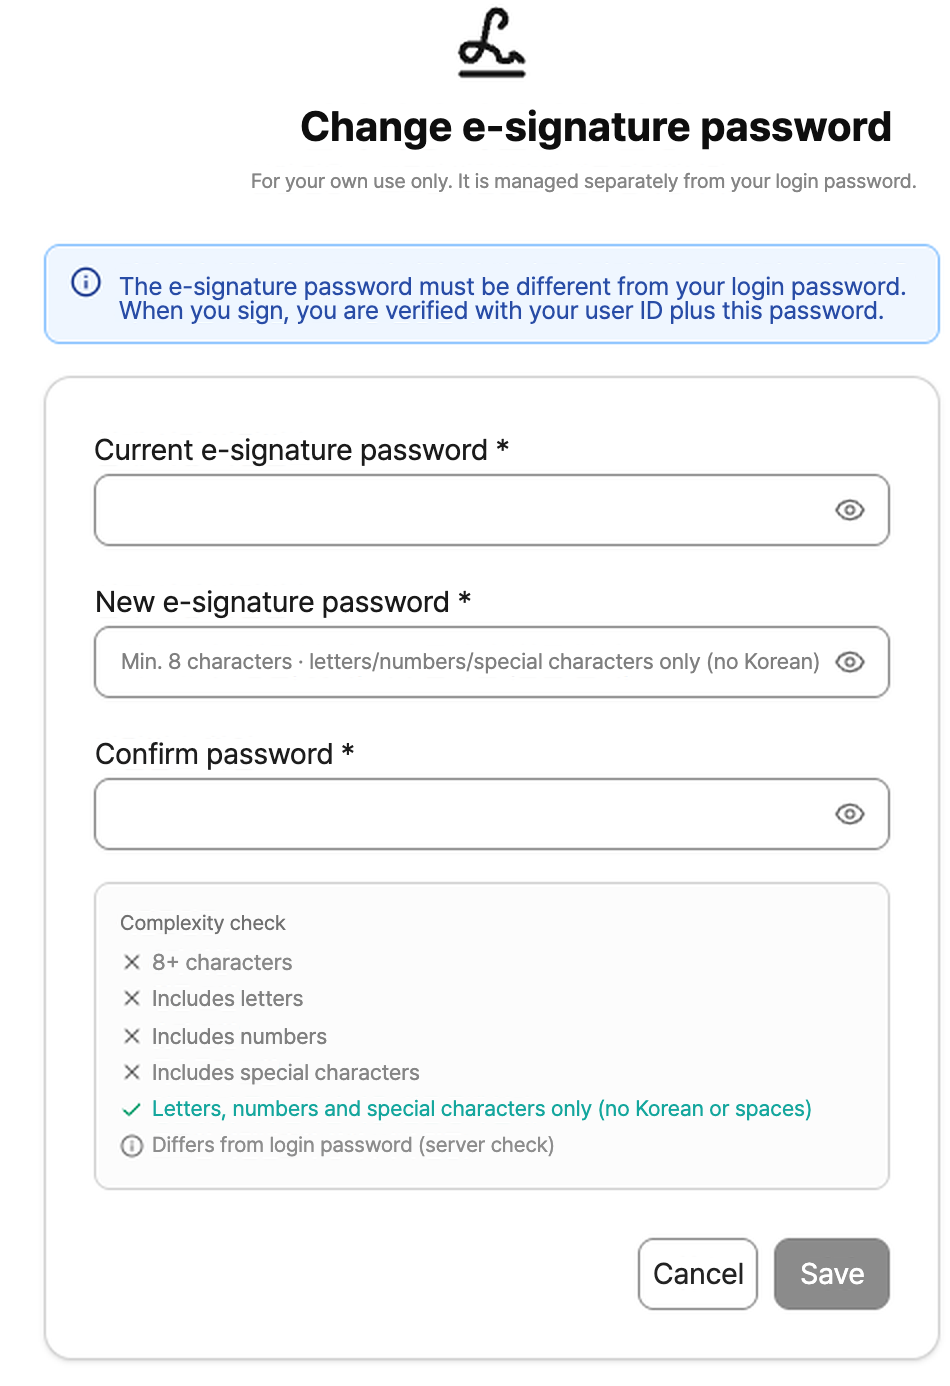 Change e-signature password
For your own use only. It is managed separately from your login password.
The e-signature password must be different from your login password.
When you sign, you are verified with your user ID plus this password.
Current e-signature password *
New e-signature password *
Min. 8 characters · letters/numbers/special characters only (no Korean)
Confirm password *
Complexity check
8+ characters
Includes letters
Includes numbers
Includes special characters
Letters, numbers and special characters only (no Korean or spaces)
Differs from login password (server check)
Cancel Save